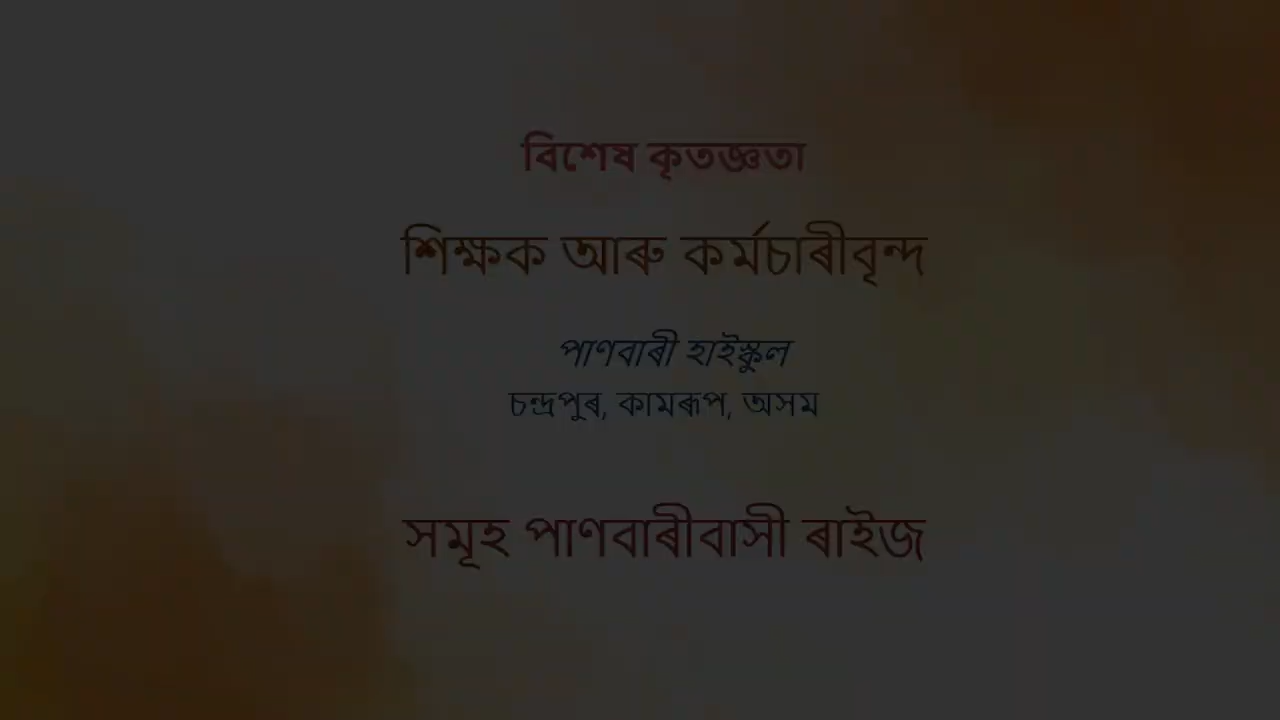 বিশেষ কৃতজ্ঞতা
শিক্ষক আৰু কৰ্মচাৰীবৃন্দ
পাণবাৰী হাইস্কুল
চন্দ্ৰপুৰ, কামৰূপ, অসম
সমূহ পাণবাৰীবাসী ৰাইজ